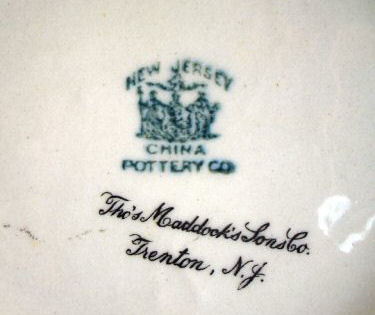 NEW JERSEY
CHINA
POTTERY CO
Tho's Maddock's Sons Co.
Trenton, N.J.